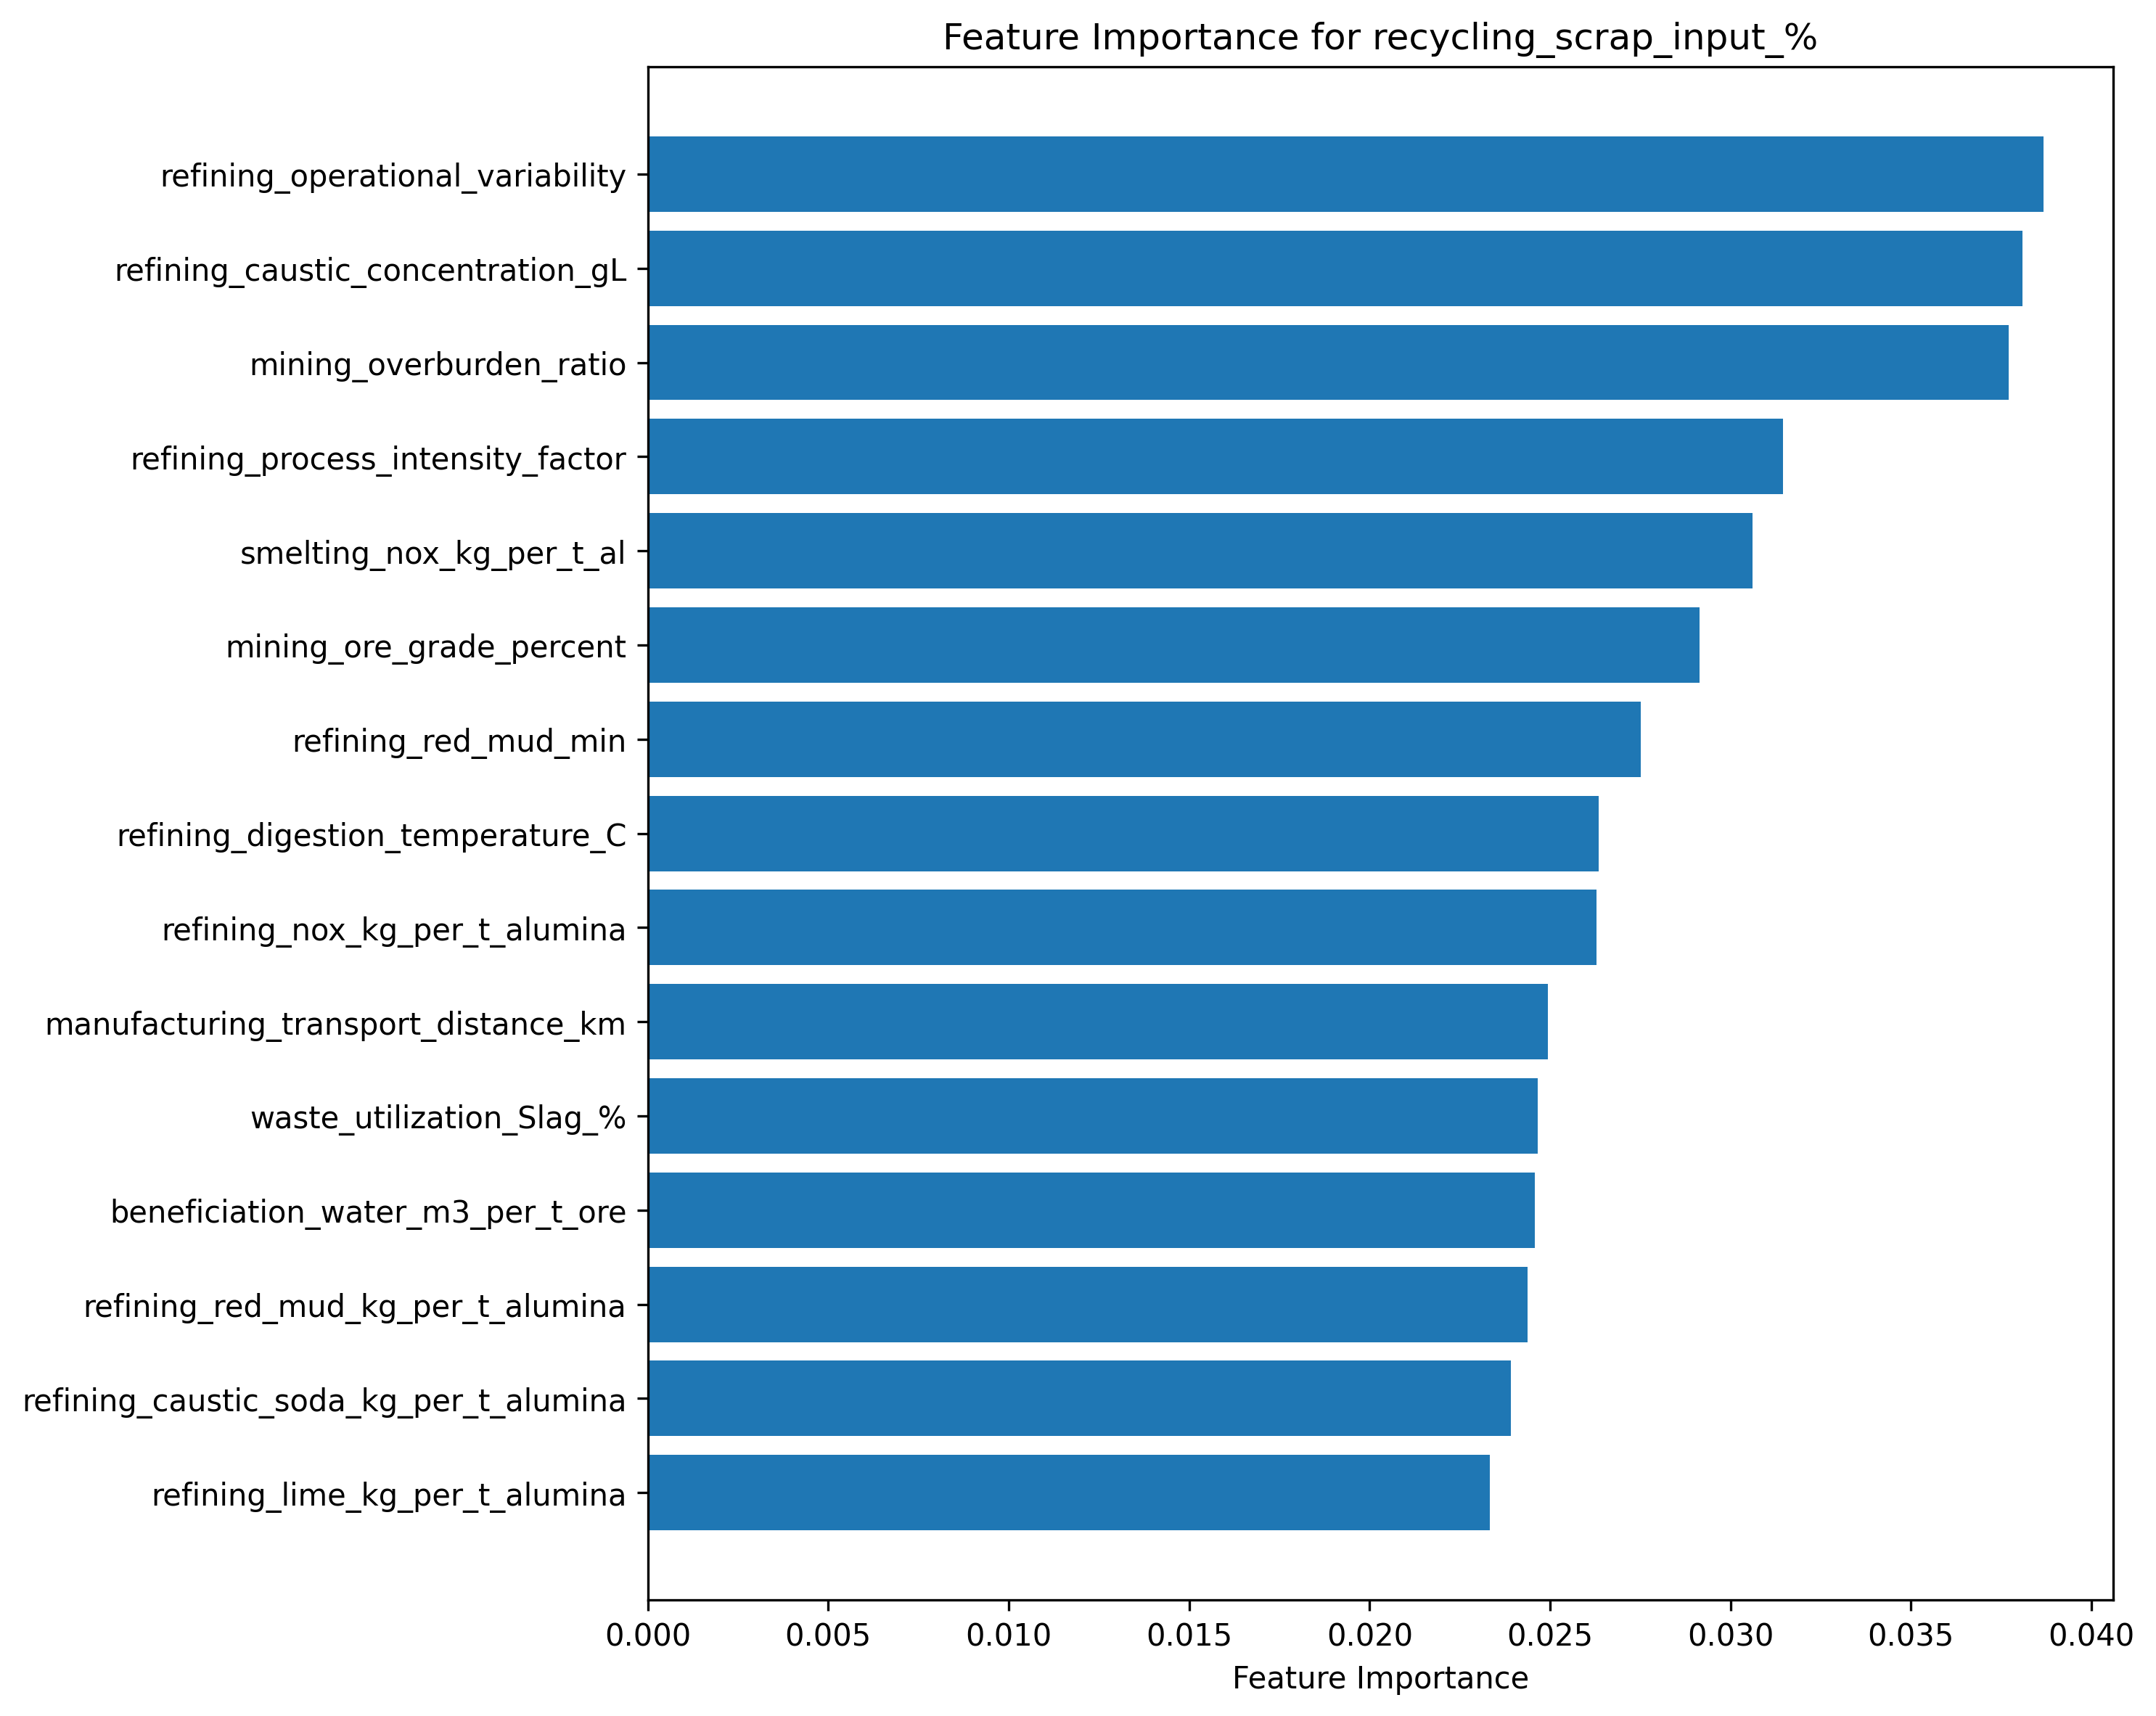 Feature Importance for recycling_scrap_input_%
refining_operational_variability
refining_caustic_concentration_gL
mining_overburden_ratio
refining_process_intensity_factor
smelting_nox_kg_per_t_al
mining_ore_grade_percent
refining_red_mud_min
refining_digestion_temperature_C
refining_nox_kg_per_t_alumina
manufacturing_transport_distance_km
waste_utilization_Slag_%
beneficiation_water_m3_per_t_ore
refining_red_mud_kg_per_t_alumina
refining_caustic_soda_kg_per_t_alumina
refining_lime_kg_per_t_alumina
0.000 0.005 0.010 0.015 0.020 0.025 0.030 0.035 0.040
Feature Importance